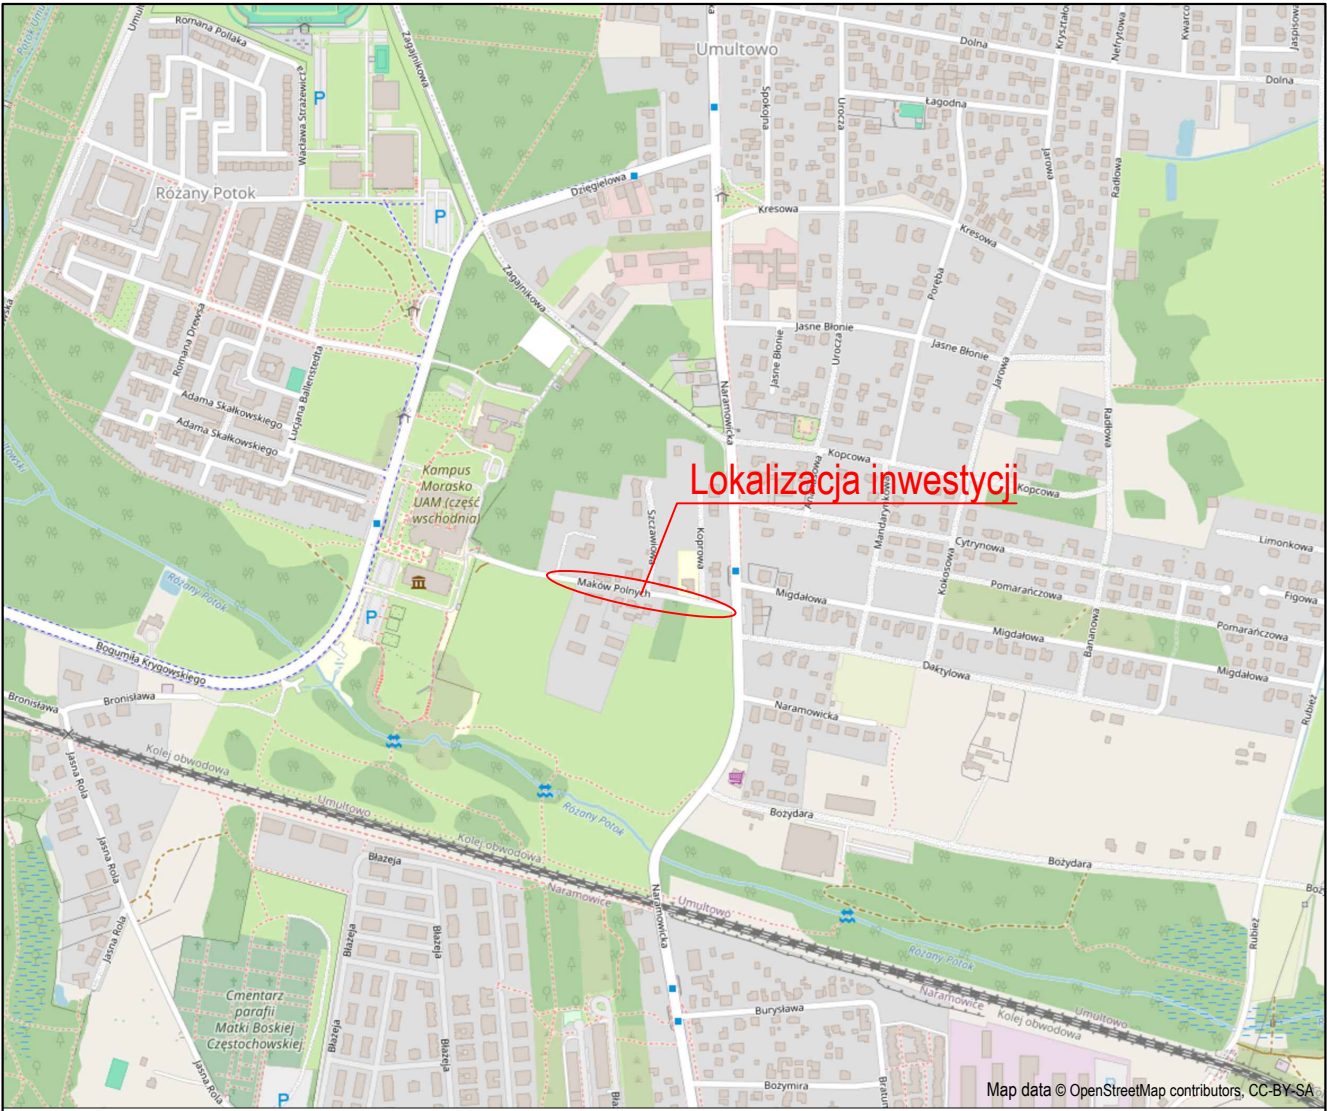 Romana Pollaka
Umultowo
Dolna
Dolna
Zagajnikowa
Wacława Strażewicza
P
Spokojna
Urocza
Łagodna
Jarowa
Radłowa
Nefrytowa
Jaspisowa
Różany Potok
P
Dzięgielowa
Kresowa
Kresowa
Poręba
Zagajnikowa
Romana Drewsa
Lucjana Ballenstedta
Jasne Błonie
Jasne Błonie
Jasne Błonie
Urocza
Jarowa
Naramowicka
Adama Skałkowskiego
Adama Skałkowskiego
Radłowa
Kampus
Morasko
UAM (część
wschodnia)
Kopcowa
Kopcowa
Lokalizacja inwestycji
Mandarynkowa
Szczawiowa
Koprowa
Cytrynowa
Limonkowa
Kokosowa
Różany Potok
Maków Polnych
Migdałowa
Pomarańczowa
Figowa
P
Bananowa
Pomarańczowa
Migdałowa
Migdałowa
Bogumiła Krygowskiego
Daktylowa
Bronisława
Bronisława
Naramowicka
Rubież
Kolej obwodowa
Jasna Rola
Umultowo
Różany Potok
Bożydara
Kolej obwodowa
Bożydara
Jasna Rola
Błażeja
Naramowice
Umultowo
Naramowicka
Jasna Rola
Błażeja
Błażeja
Różany Potok
Rubież
Cmentarz
parafii
Matki Boskiej
Częstochowskiej
Naramowice
Umultowo
Kolej obwodowa
Burysława
Błażeja
Błażeja
Jasna Rola
Bożymira
P
Map data © OpenStreetMap contributors, CC-BY-SA